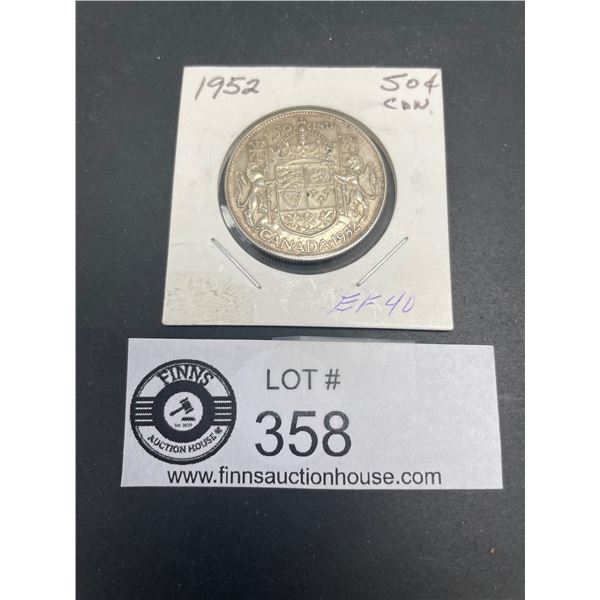 1952 50¢
CDN.
50 CENTS
CANADA·1952
EF40
FINNS
AUCTION HOUSE
LOT #
358
www.finnsauctionhouse.com